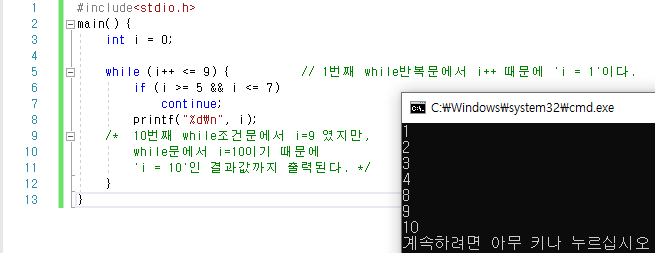 1 #include<stdio.h>
2 main() {
3 int i = 0;
4
5 while (i++ <= 9) { // 1번째 while반복문에서 i++ 때문에 'i = 1'이다.
6 if (i >= 5 && i <= 7)
7 continue;
8 printf("%d\n", i);
9 /* 10번째 while조건문에서 i=9 였지만,
10 while문에서 i=10이기 때문에
11 'i = 10'인 결과값까지 출력된다. */
12 }
13 }
C:\Windows\system32\cmd.exe
1
2
3
4
8
9
10
계속하려면 아무 키나 누르십시오